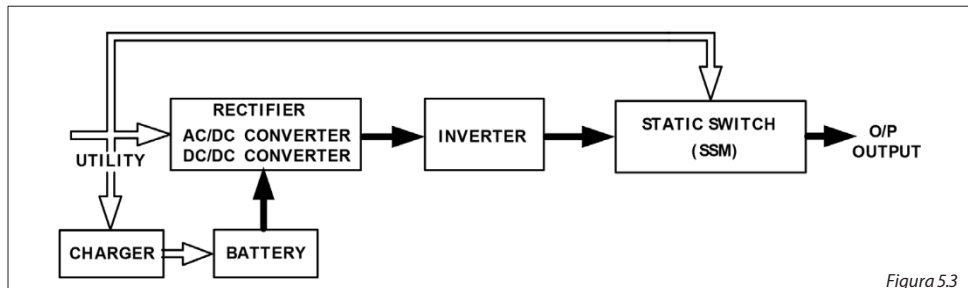 RECTIFIER
AC/DC CONVERTER
DC/DC CONVERTER
INVERTER
STATIC SWITCH
(SSM)
O/P
OUTPUT
UTILITY
CHARGER
BATTERY
Figura 5.3